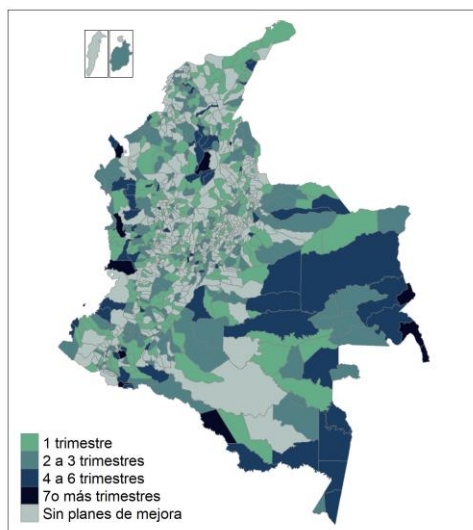 1 trimestre
2 a 3 trimestres
4 a 6 trimestres
7o más trimestres
Sin planes de mejora